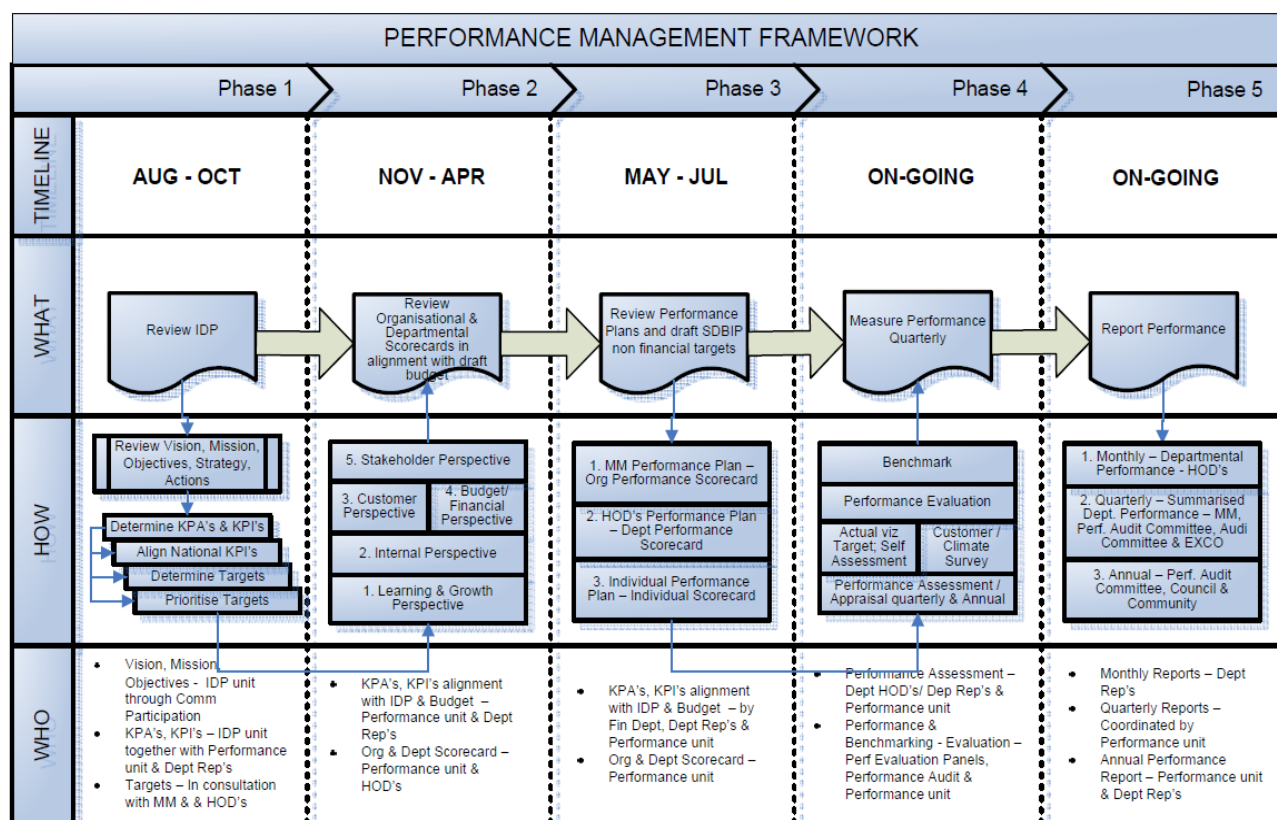 PERFORMANCE MANAGEMENT FRAMEWORK
Phase 1
Phase 2
Phase 3
Phase 4
Phase 5
TIMELINE
AUG - OCT
NOV - APR
MAY - JUL
ON-GOING
ON-GOING
WHAT
Review IDP
Review
Organisational &
Departmental
Scorecards in
alignment with draft
budget
Review Performance
Plans and draft SDBIP
non financial targets
Measure Performance
Quarterly
Report Performance
HOW
Review Vision, Mission,
Objectives, Strategy,
Actions
Determine KPA's & KPI's
Align National KPI's
Determine Targets
Prioritise Targets
5. Stakeholder Perspective
3. Customer
Perspective
4. Budget/
Financial
Perspective
2. Internal Perspective
1. Learning & Growth
Perspective
1. MM Performance Plan –
Org Performance Scorecard
2. HOD's Performance Plan
- Dept Performance
Scorecard
3. Individual Performance
Plan – Individual Scorecard
Benchmark
Performance Evaluation
Actual viz
Target; Self
Assessment
Customer /
Climate
Survey
Performance Assessment /
Appraisal quarterly & Annual
1. Monthly – Departmental
Performance - HOD's
2. Quarterly – Summarised
Dept. Performance – MM,
Perf. Audit Committee, Audi
Committee & EXCO
3. Annual – Perf. Audit
Committee, Council &
Community
WHO
• Vision, Mission,
Objectives - IDP unit
through Comm
Participation
• KPA's, KPI's – IDP unit
together with Performance
unit & Dept Rep's
• Targets – In consultation
with MM & & HOD's
• KPA's, KPI's alignment
with IDP & Budget –
Performance unit & Dept
Rep's
• Org & Dept Scorecard –
Performance unit &
HOD's
• KPA's, KPI's alignment
with IDP & Budget – by
Fin Dept, Dept Rep's &
Performance unit
• Org & Dept Scorecard –
Performance unit
• Performance Assessment –
Dept HOD's/ Dep Rep's &
Performance unit
• Performance &
Benchmarking - Evaluation –
Perf Evaluation Panels,
Performance Audit &
Performance unit
• Monthly Reports – Dept
Rep's
• Quarterly Reports –
Coordinated by
Performance unit
• Annual Performance
Report – Performance unit
& Dept Rep's